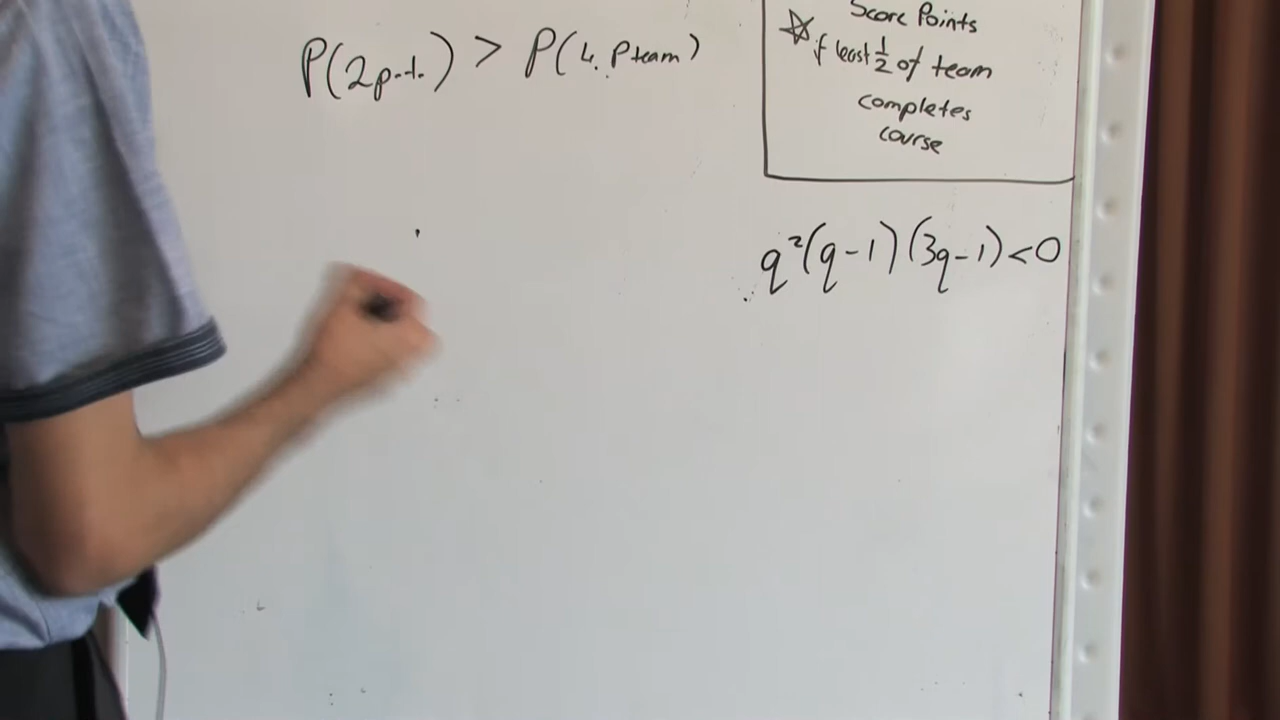 P(2p.t.) > P(4.pteam)
Score Points
☆ if least 1/2 of team
completes
course
q²(q-1)(3q-1)<0